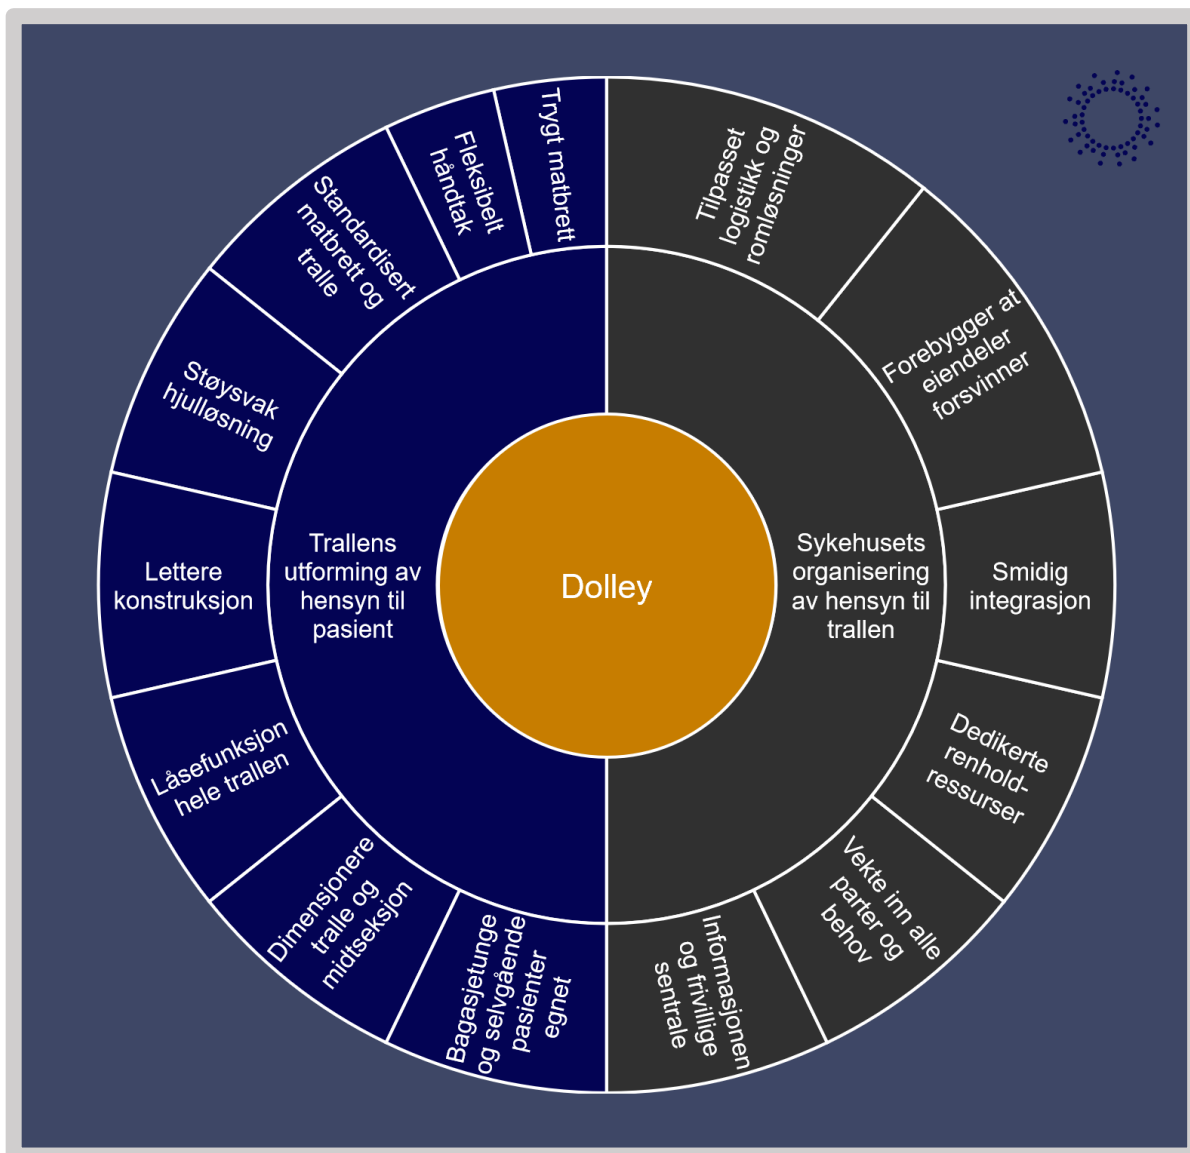 Dolley
Sykehusets
organisering
av hensyn til
trallen
Tilpasset
logistikk og
romløsninger
Forebygger at
eiendeler
forsvinner
Smidig
integrasjon
Dedikerte
renhold-
ressurser
Vekte inn alle
parter og
behov
Informasjonen
og frivillige
sentrale
Trallens
utforming av
hensyn til
pasient
Bagasjetunge
og selvgående
pasienter
egnet
Dimensjonere
tralle og
midtseksjon
Låsefunksjon
hele trallen
Lettere
konstruksjon
Støysvak
hjulløsning
Standardisert
matbrett og
tralle
Fleksibelt
håndtak
Trygt matbrett